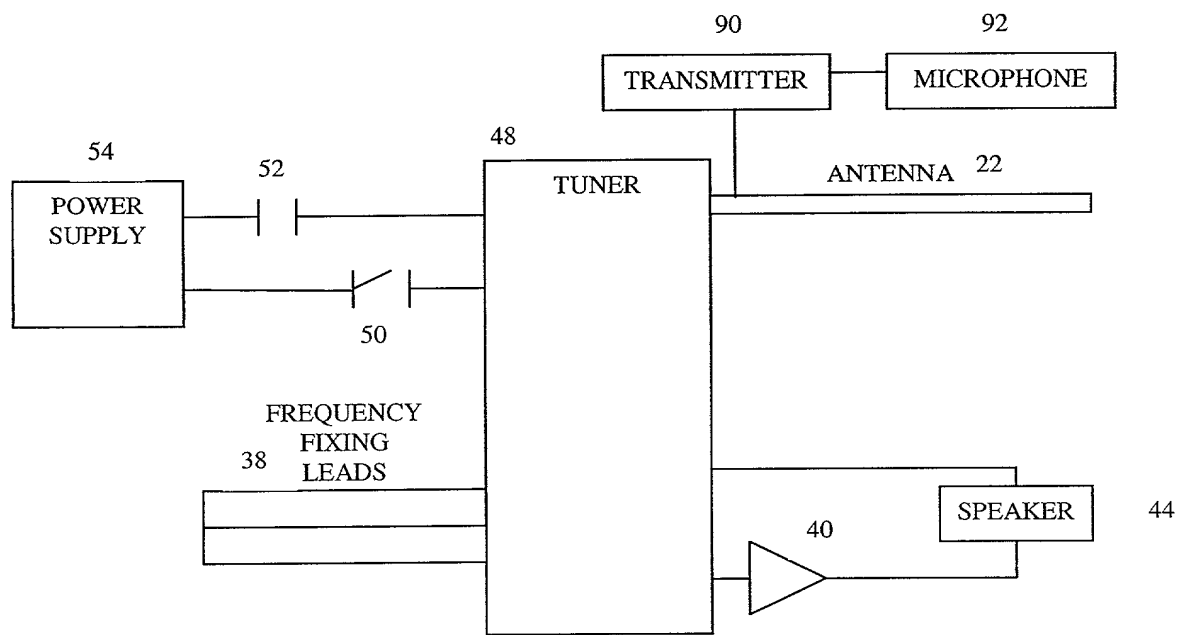 90
92
TRANSMITTER
MICROPHONE
48
54
52
ANTENNA
22
TUNER
POWER
SUPPLY
50
FREQUENCY
FIXING
LEADS
38
SPEAKER
44
40